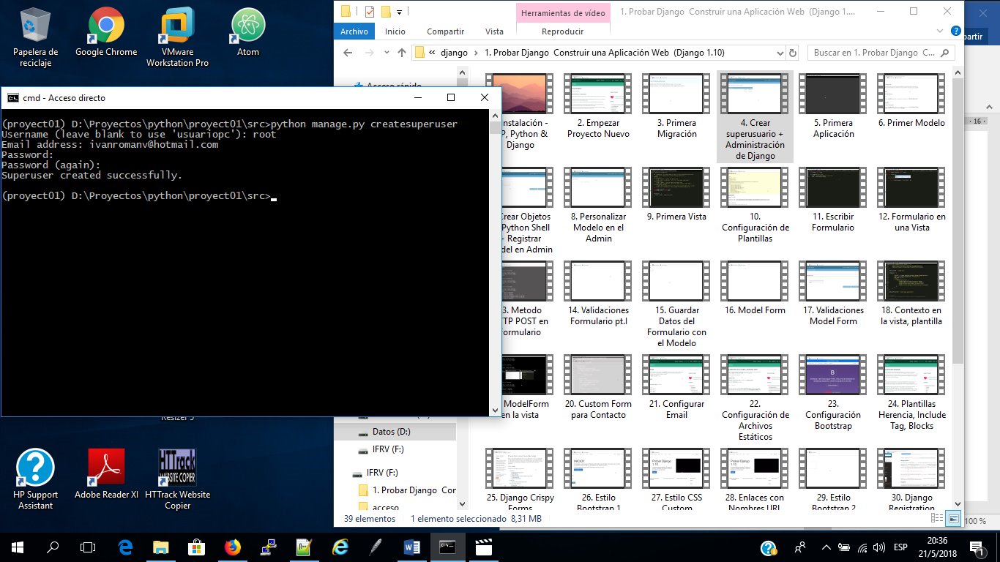 Papelera de
reciclaje
Google Chrome
VMware
Workstation Pro
Atom
Herramientas de vídeo
1. Probar Django Construir una Aplicación Web (Django 1....
Archivo
Inicio
Compartir
Vista
Reproducir
django
1. Probar Django Construir una Aplicación Web (Django 1.10)
Buscar en 1. Probar Django C...
Acceso rápido
cmd - Acceso directo
(proyect01) D:\Proyectos\python\proyect01\src>python manage.py createsuperuser
Username (leave blank to use 'usuariopc'): root
Email address: ivanromanv@hotmail.com
Password:
Password (again):
Superuser created successfully.
(proyect01) D:\Proyectos\python\proyect01\src>
nstalación -
P, Python &
Django
2. Empezar
Proyecto Nuevo
3. Primera
Migración
4. Crear
superusuario +
Administración
de Django
5. Primera
Aplicación
6. Primer Modelo
Crear Objetos
Python Shell
- Registrar
del en Admin
8. Personalizar
Modelo en el
Admin
9. Primera Vista
10.
Configuración de
Plantillas
11. Escribir
Formulario
12. Formulario en
una Vista
3. Metodo
TP POST en
ormulario
14. Validaciones
Formulario pt.I
15. Guardar
Datos del
Formulario con
el Modelo
16. Model Form
17. Validaciones
Model Form
18. Contexto en
la vista, plantilla
ModelForm
en la vista
20. Custom Form
para Contacto
21. Configurar
Email
22.
Configuración de
Archivos
Estáticos
23.
Configuración
Bootstrap
24. Plantillas
Herencia, Include
Tag, Blocks
25. Django Crispy
Forms
26. Estilo
Bootstrap 1
27. Estilo CSS
Custom
28. Enlaces con
Nombres URL
29. Estilo
Bootstrap 2
30. Django
Registration
Datos (D:)
IFRV (F:)
IFRV (F:)
1. Probar Django Con
acceso
39 elementos
1 elemento seleccionado 8,31 MB
Resizer 3
HP Support
Assistant
Adobe Reader XI
HTTrack
WEBSITE COPIER
HTTrack Website
Copier
partir
16
100 %
ESP
20:36
21/5/2018
1